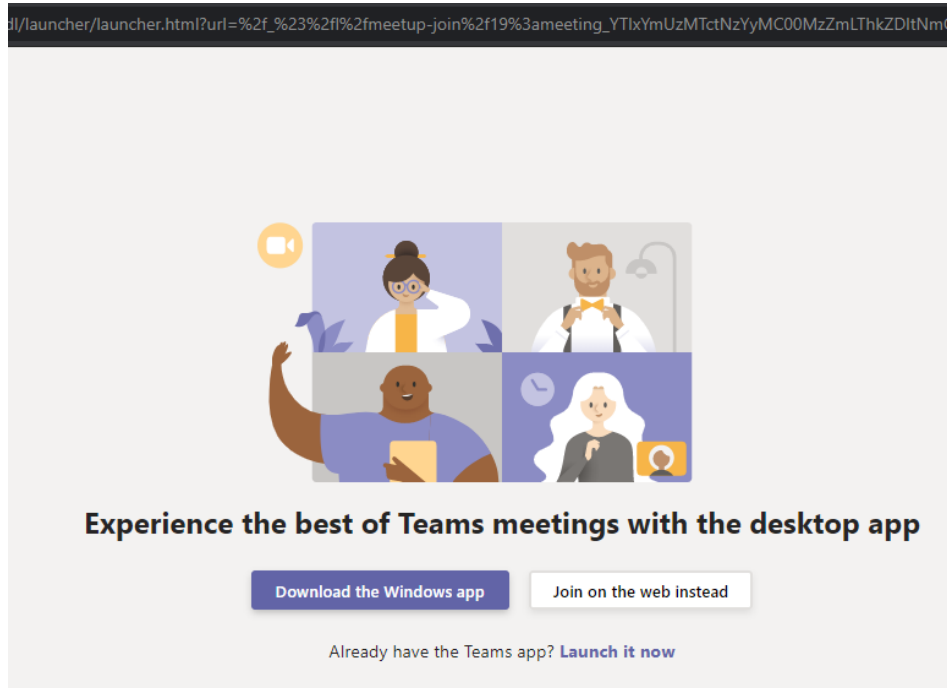 dl/launcher/launcher.html?url=%2f_%23%2fl%2fmeetup-join%2f19%3ameeting_YTIxYmUzMTctNzYyMC00MzZmLThkZDItNm
Experience the best of Teams meetings with the desktop app
Download the Windows app
Join on the web instead
Already have the Teams app? Launch it now